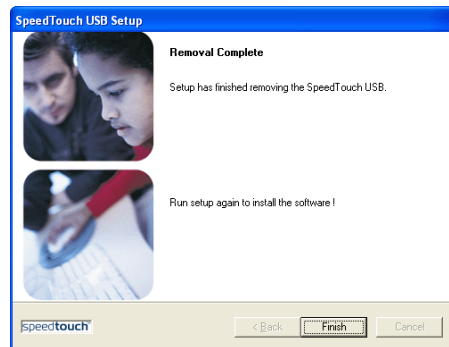 SpeedTouch USB Setup
Removal Complete
Setup has finished removing the SpeedTouch USB.
Run setup again to install the software !
speedtouch
< Back
Finish
Cancel